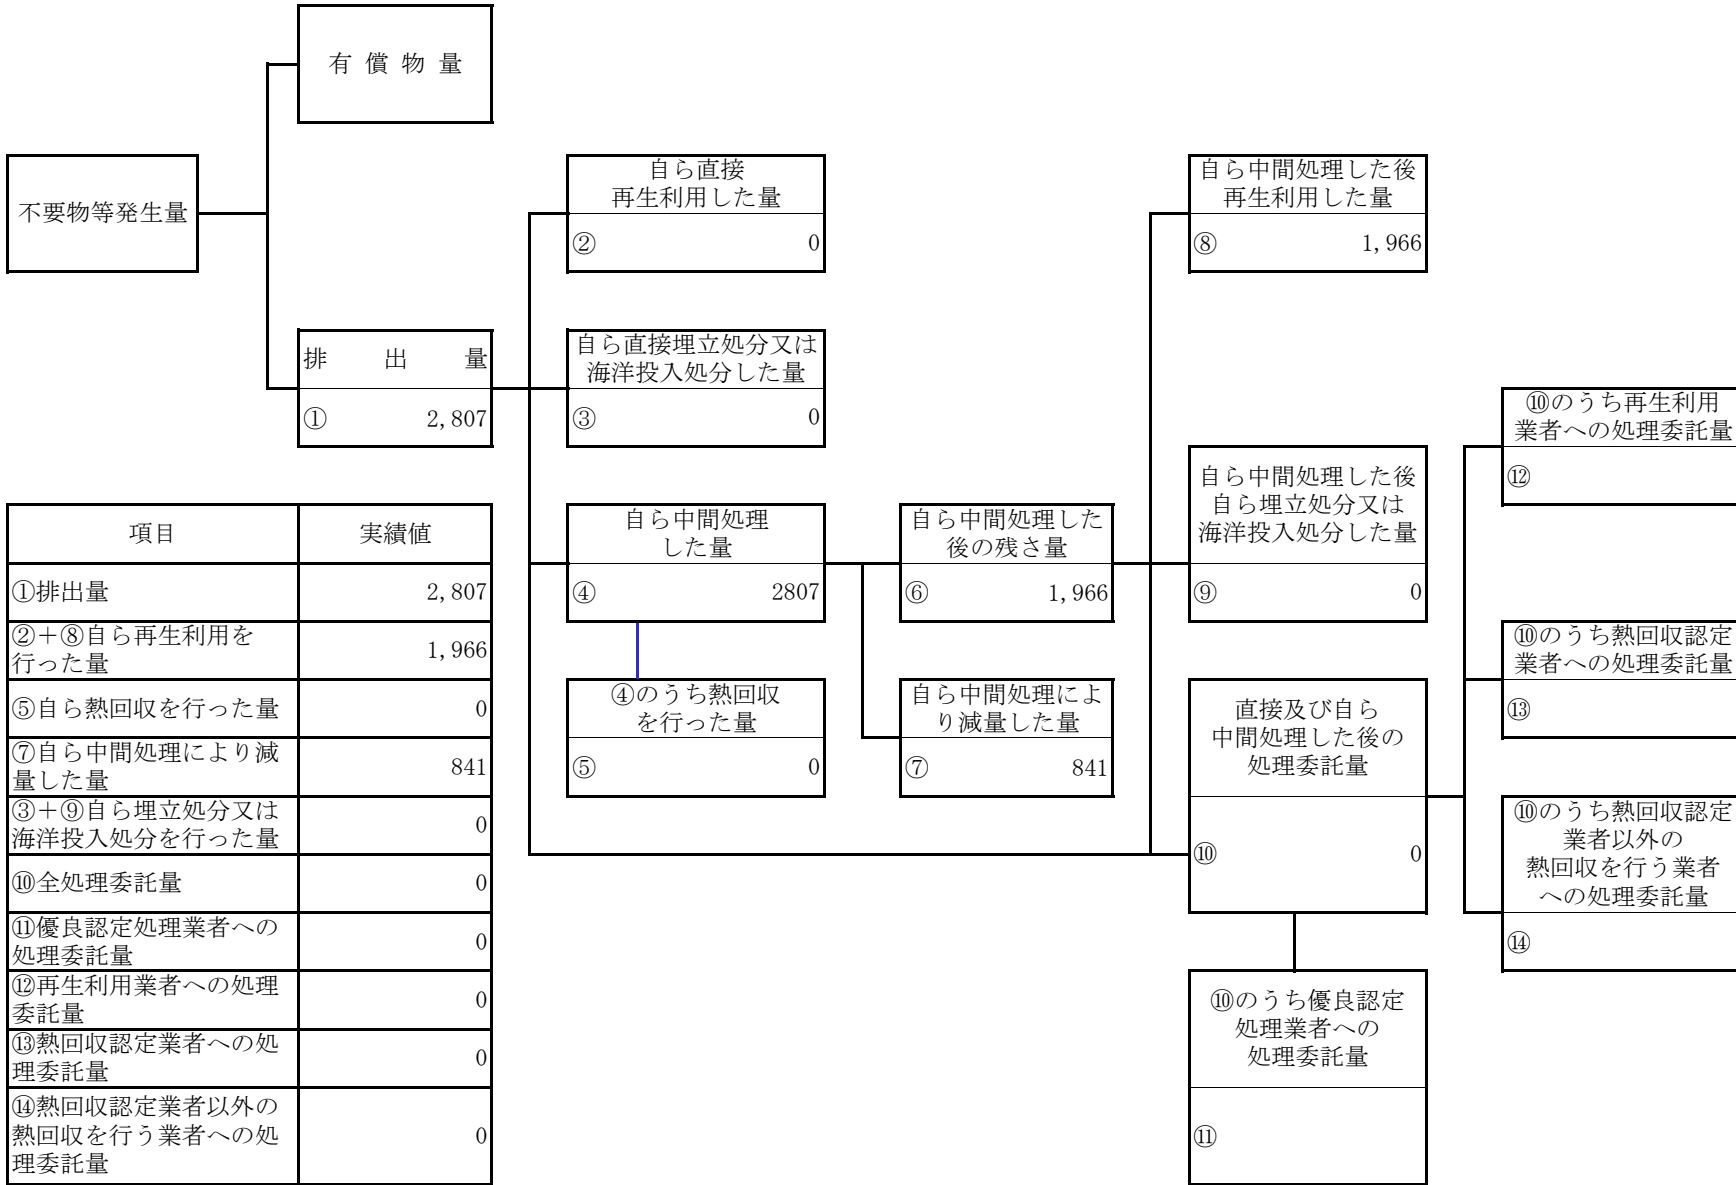 有 償 物 量
不要物等発生量
自ら直接
再生利用した量
② 0
自ら中間処理した後
再生利用した量
⑧ 1,966
排 出 量
① 2,807
自ら直接埋立処分又は
海洋投入処分した量
③ 0
⑩のうち再生利用
業者への処理委託量
⑫
自ら中間処理
した量
④ 2807
自ら中間処理した
後の残さ量
⑥ 1,966
自ら中間処理した後
自ら埋立処分又は
海洋投入処分した量
⑨ 0
⑩のうち熱回収認定
業者への処理委託量
⑬
④のうち熱回収
を行った量
⑤ 0
自ら中間処理によ
り減量した量
⑦ 841
直接及び自ら
中間処理した後の
処理委託量
⑩ 0
⑩のうち熱回収認定
業者以外の
熱回収を行う業者
への処理委託量
⑭
⑩のうち優良認定
処理業者への
処理委託量
⑪
項目 実績値
①排出量 2,807
②＋⑧自ら再生利用を
行った量 1,966
⑤自ら熱回収を行った量 0
⑦自ら中間処理により減
量した量 841
③＋⑨自ら埋立処分又は
海洋投入処分を行った量 0
⑩全処理委託量 0
⑪優良認定処理業者への
処理委託量 0
⑫再生利用業者への処理
委託量 0
⑬熱回収認定業者への処
理委託量 0
⑭熱回収認定業者以外の
熱回収を行う業者への処
理委託量 0